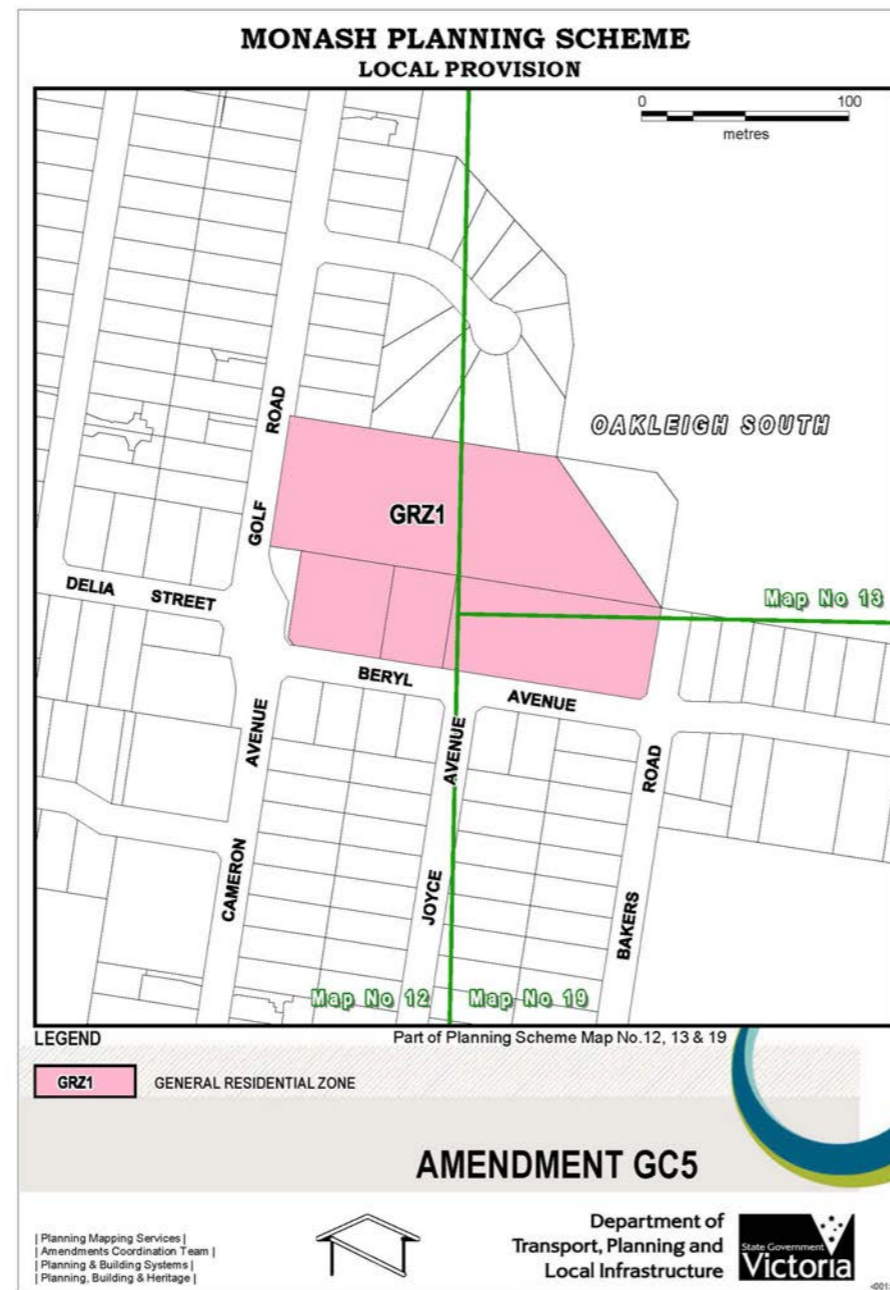 MONASH PLANNING SCHEME
LOCAL PROVISION
0 100
metres
ROAD
GOLF
OAKLEIGH SOUTH
GRZ1
DELIA STREET
Map No 13
BERYL AVENUE
AVENUE
AVENUE
ROAD
CAMERON
JOYCE
BAKERS
Map No 12 Map No 19
LEGEND
Part of Planning Scheme Map No.12, 13 & 19
GRZ1 GENERAL RESIDENTIAL ZONE
AMENDMENT GC5
| Planning Mapping Services |
| Amendments Coordination Team |
| Planning & Building Systems |
| Planning, Building & Heritage |
Department of
Transport, Planning and
Local Infrastructure
State Government
Victoria